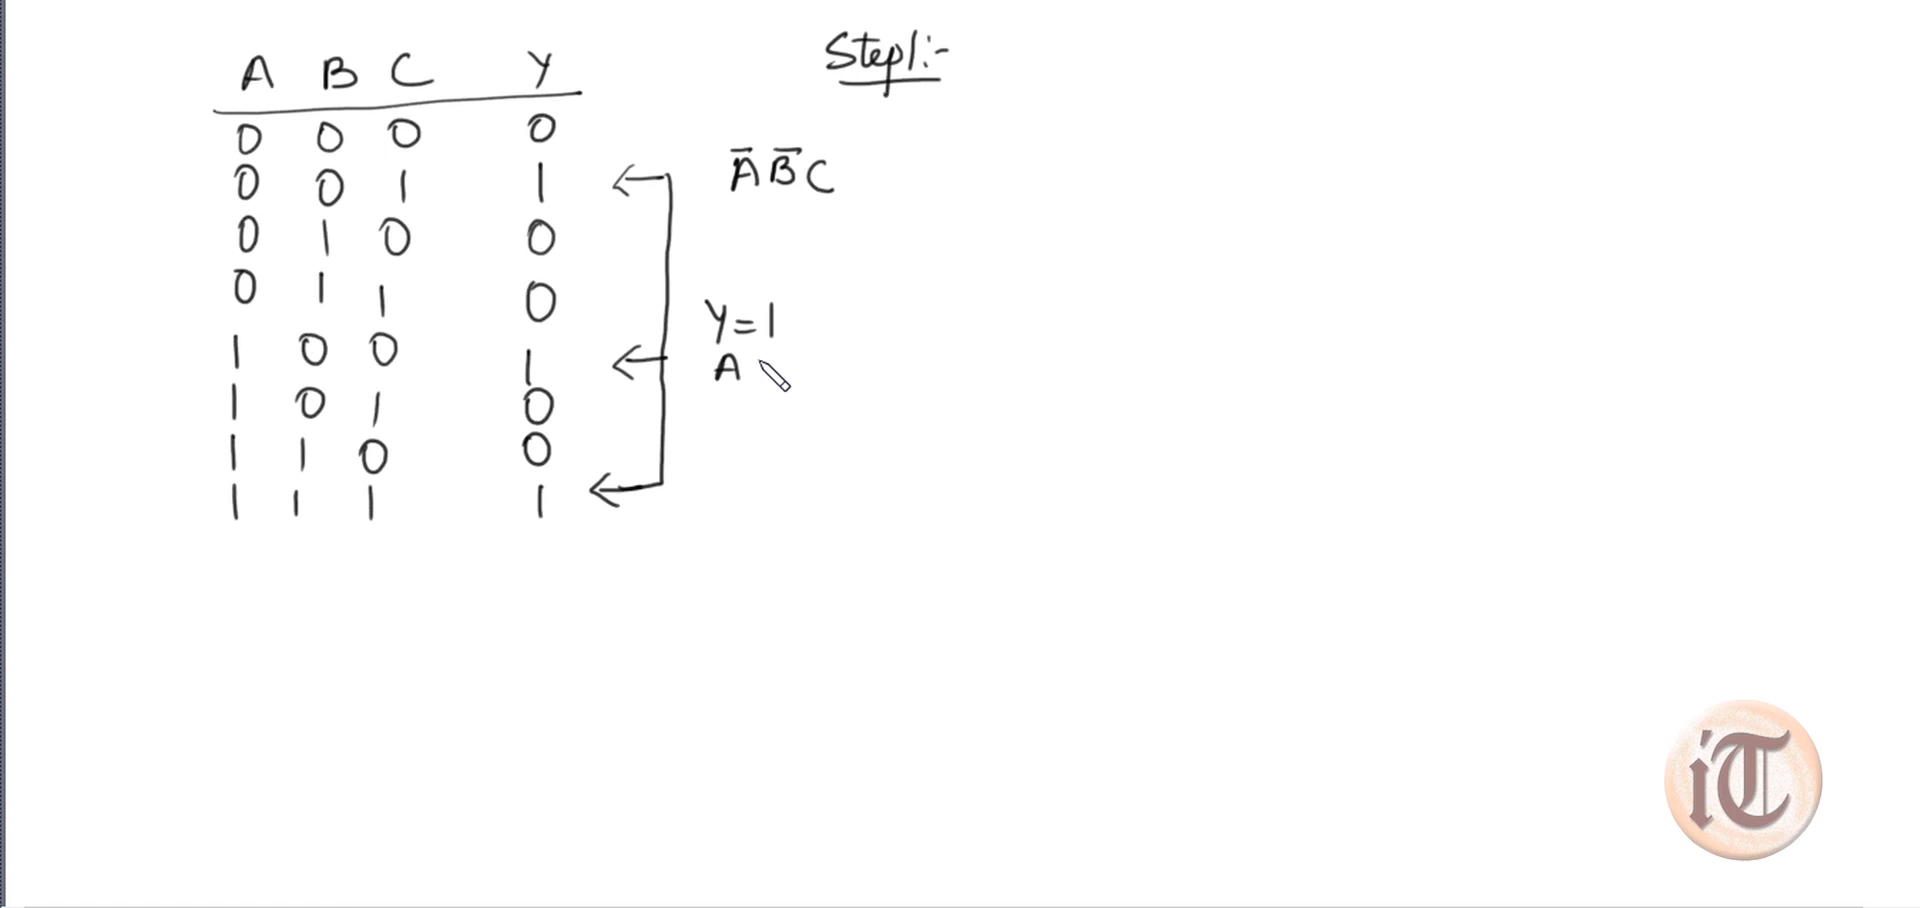 Step1:-
A B C Y
0 0 0 0
0 0 1 1
A̅ B̅ C
0 1 0 0
0 1 1 0
Y=1
1 0 0 1
A
1 0 1 0
1 1 0 0
1 1 1 1
iT